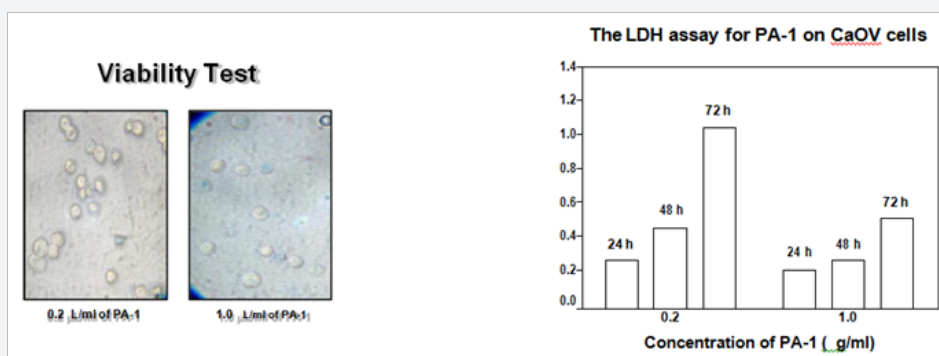 Viability Test
0.2 L/ml of PA-1
1.0 L/ml of PA-1
The LDH assay for PA-1 on CaOV cells
1.4
1.2
1.0
0.8
0.6
0.4
0.2
0.0
24 h
48 h
72 h
24 h
48 h
72 h
0.2
1.0
Concentration of PA-1 ( g/ml)